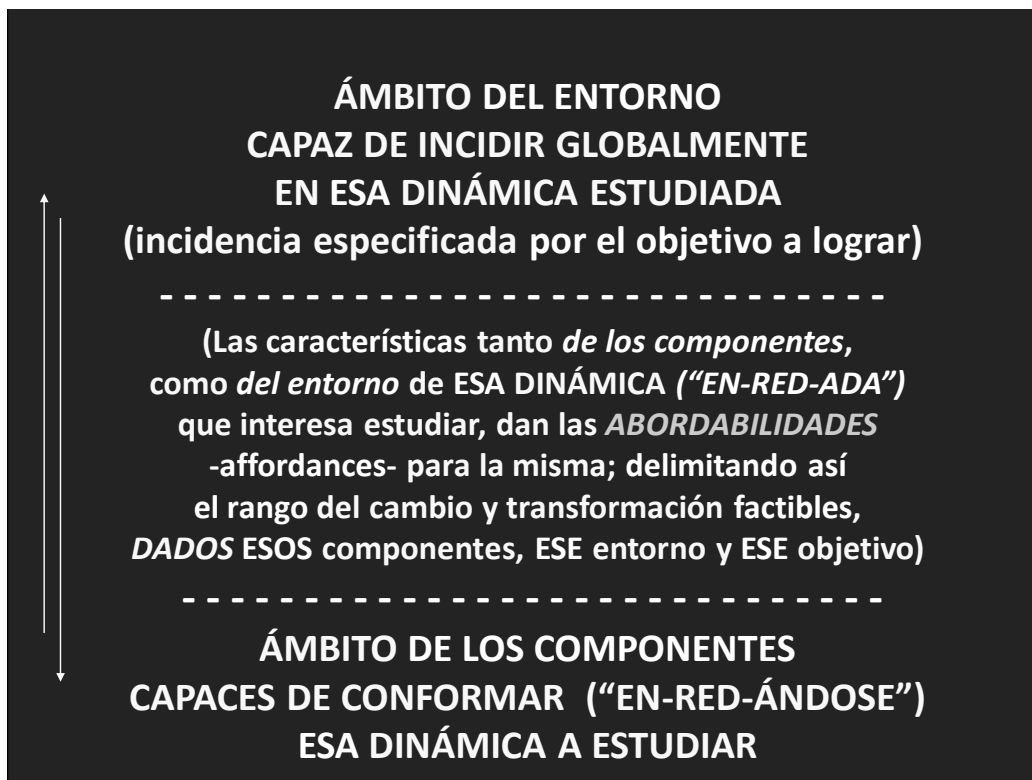 ÁMBITO DEL ENTORNO
CAPAZ DE INCIDIR GLOBALMENTE
EN ESA DINÁMICA ESTUDIADA
(incidencia especificada por el objetivo a lograr)
- - - - - - - - - - - - - - - - - - - - - - - - - - - - - -
(Las características tanto de los componentes,
como del entorno de ESA DINÁMICA (“EN-RED-ADA”)
que interesa estudiar, dan las ABORDABILIDADES
-affordances- para la misma; delimitando así
el rango del cambio y transformación factibles,
DADOS ESOS componentes, ESE entorno y ESE objetivo)
- - - - - - - - - - - - - - - - - - - - - - - - - - - - -
ÁMBITO DE LOS COMPONENTES
CAPACES DE CONFORMAR (“EN-RED-ÁNDOSE”)
ESA DINÁMICA A ESTUDIAR